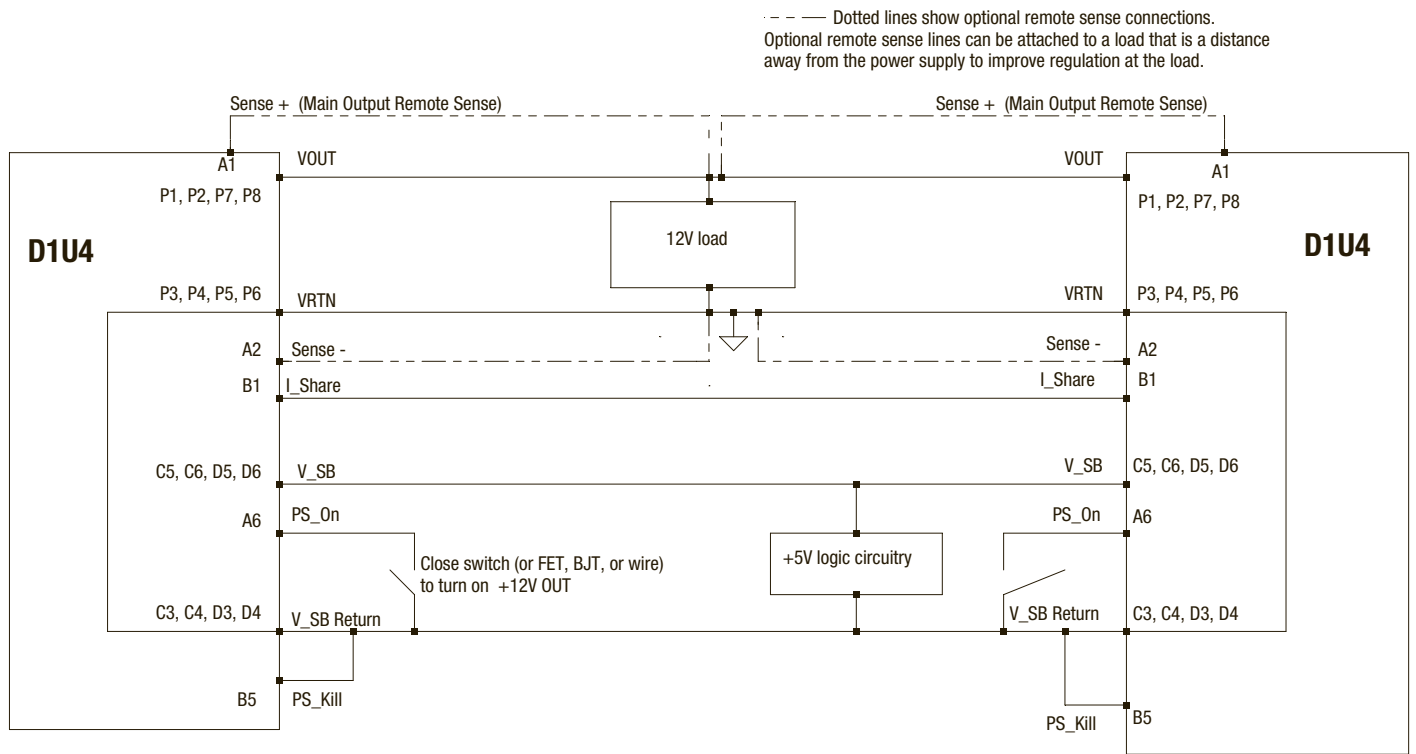 Dotted lines show optional remote sense connections.
Optional remote sense lines can be attached to a load that is a distance
away from the power supply to improve regulation at the load.
Sense + (Main Output Remote Sense)
Sense + (Main Output Remote Sense)
A1
VOUT
VOUT
A1
P1, P2, P7, P8
P1, P2, P7, P8
D1U4
12V load
D1U4
P3, P4, P5, P6
VRTN
VRTN
P3, P4, P5, P6
A2
Sense -
Sense -
A2
B1
I_Share
I_Share
B1
C5, C6, D5, D6
V_SB
V_SB
C5, C6, D5, D6
A6
PS_On
PS_On
A6
Close switch (or FET, BJT, or wire)
to turn on +12V OUT
+5V logic circuitry
C3, C4, D3, D4
V_SB Return
V_SB Return
C3, C4, D3, D4
B5
PS_Kill
PS_Kill
B5